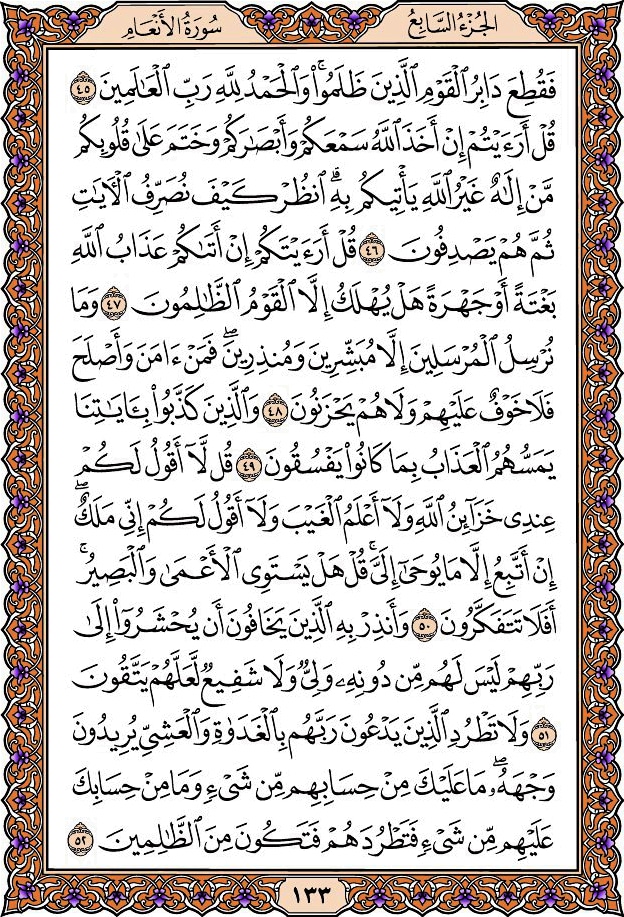 الجُزْءُ السَّابِعُ
سُورَةُ الأَنْعَامِ
فَقُطِعَ دَابِرُ ٱلْقَوْمِ ٱلَّذِينَ ظَلَمُوا۟ۚ وَٱلْحَمْدُ لِلَّهِ رَبِّ ٱلْعَٰلَمِينَ ٤٥
قُلْ أَرَءَيْتُمْ إِنْ أَخَذَ ٱللَّهُ سَمْعَكُمْ وَأَبْصَٰرَكُمْ وَخَتَمَ عَلَىٰ قُلُوبِكُم
مَّنْ إِلَٰهٌ غَيْرُ ٱللَّهِ يَأْتِيكُم بِهِۗ ٱنظُرْ كَيْفَ نُصَرِّفُ ٱلْءَايَٰتِ
ثُمَّ هُمْ يَصْدِفُونَ ٤٦ قُلْ أَرَءَيْتَكُمْ إِنْ أَتَىٰكُمْ عَذَابُ ٱللَّهِ
بَغْتَةً أَوْ جَهْرَةً هَلْ يُهْلَكُ إِلَّا ٱلْقَوْمُ ٱلظَّٰلِمُونَ ٤٧ وَمَا
نُرْسِلُ ٱلْمُرْسَلِينَ إِلَّا مُبَشِّرِينَ وَمُنذِرِينَۖ فَمَنْ ءَامَنَ وَأَصْلَحَ
فَلَا خَوْفٌ عَلَيْهِمْ وَلَا هُمْ يَحْزَنُونَ ٤٨ وَٱلَّذِينَ كَذَّبُوا۟ بِـَٔايَٰتِنَا
يَمَسُّهُمُ ٱلْعَذَابُ بِمَا كَانُوا۟ يَفْسُقُونَ ٤٩ قُل لَّآ أَقُولُ لَكُمْ
عِندِى خَزَآئِنُ ٱللَّهِ وَلَآ أَعْلَمُ ٱلْغَيْبَ وَلَآ أَقُولُ لَكُمْ إِنِّى مَلَكٌۖ
إِنْ أَتَّبِعُ إِلَّا مَا يُوحَىٰٓ إِلَىَّۚ قُلْ هَلْ يَسْتَوِى ٱلْأَعْمَىٰ وَٱلْبَصِيرُۚ
أَفَلَا تَتَفَكَّرُونَ ٥٠ وَأَنذِرْ بِهِ ٱلَّذِينَ يَخَافُونَ أَن يُحْشَرُوٓا۟ إِلَىٰ
رَبِّهِمْ لَيْسَ لَهُم مِّن دُونِهِۦ وَلِىٌّ وَلَا شَفِيعٌ لَّعَلَّهُمْ يَتَّقُونَ
٥١ وَلَا تَطْرُدِ ٱلَّذِينَ يَدْعُونَ رَبَّهُم بِٱلْغَدَوٰةِ وَٱلْعَشِىِّ يُرِيدُونَ
وَجْهَهُۥۖ مَا عَلَيْكَ مِنْ حِسَابِهِم مِّن شَىْءٍ وَمَا مِنْ حِسَابِكَ
عَلَيْهِم مِّن شَىْءٍ فَتَطْرُدَهُمْ فَتَكُونَ مِنَ ٱلظَّٰلِمِينَ ٥٢
١٣٣